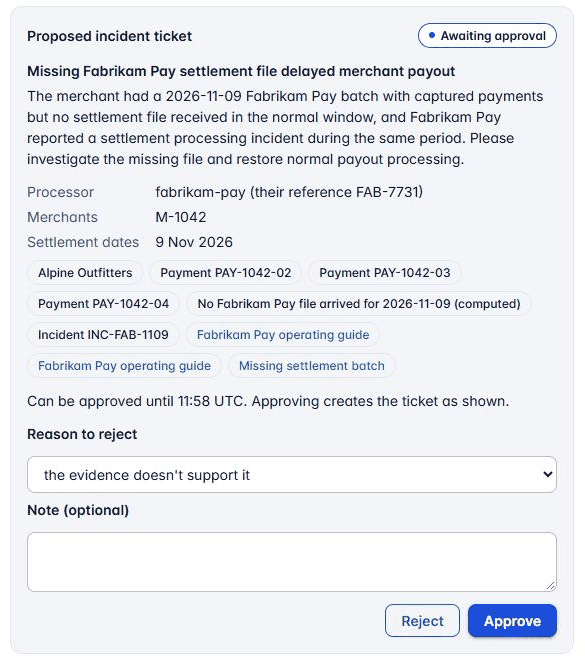 Proposed incident ticket
Awaiting approval
Missing Fabrikam Pay settlement file delayed merchant payout
The merchant had a 2026-11-09 Fabrikam Pay batch with captured payments
but no settlement file received in the normal window, and Fabrikam Pay
reported a settlement processing incident during the same period. Please
investigate the missing file and restore normal payout processing.
Processor fabrikam-pay (their reference FAB-7731)
Merchants M-1042
Settlement dates 9 Nov 2026
Alpine Outfitters Payment PAY-1042-02 Payment PAY-1042-03
Payment PAY-1042-04 No Fabrikam Pay file arrived for 2026-11-09 (computed)
Incident INC-FAB-1109 Fabrikam Pay operating guide
Fabrikam Pay operating guide Missing settlement batch
Can be approved until 11:58 UTC. Approving creates the ticket as shown.
Reason to reject
the evidence doesn't support it
Note (optional)
Reject Approve